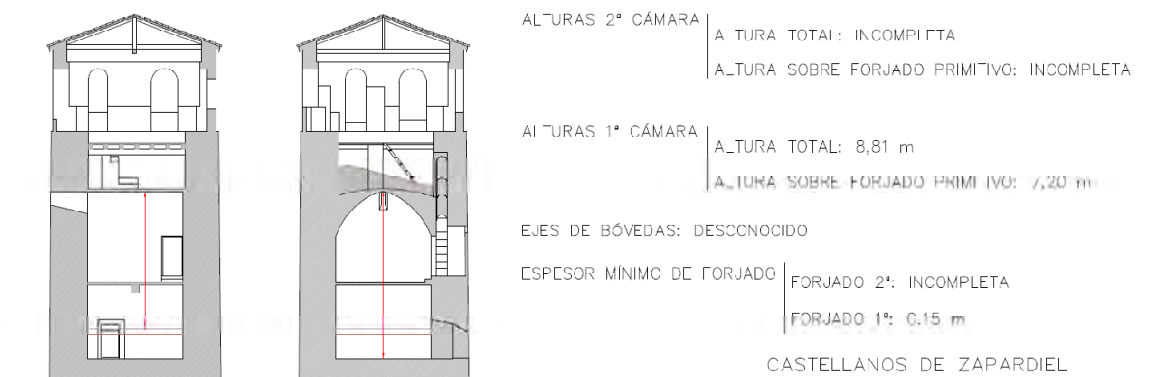 ALTURAS 2ª CÁMARA
ALTURA TOTAL: INCOMPLETA
ALTURA SOBRE FORJADO PRIMITIVO: INCOMPLETA
ALTURAS 1ª CÁMARA
ALTURA TOTAL: 8,81 m
ALTURA SOBRE FORJADO PRIMITIVO: 7,20 m
EJES DE BÓVEDAS: DESCONOCIDO
ESPESOR MÍNIMO DE FORJADO
FORJADO 2ª: INCOMPLETA
FORJADO 1ª: 0.15 m
CASTELLANOS DE ZAPARDIEL